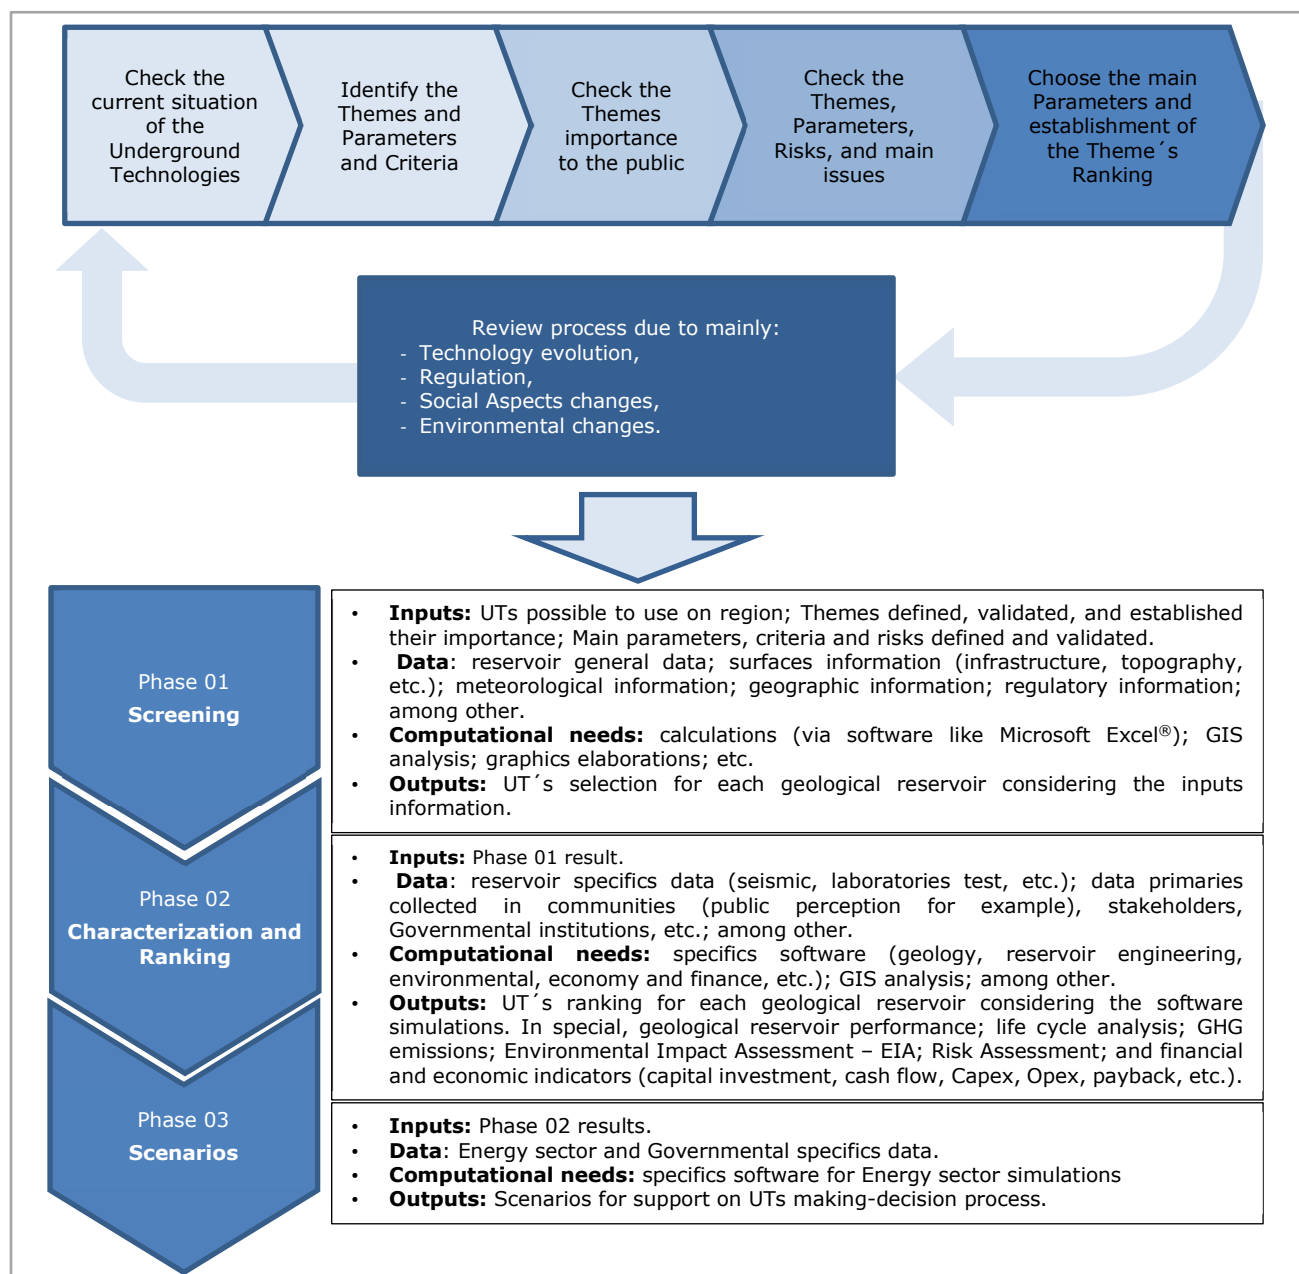 Check the
current situation
of the
Underground
Technologies
Identify the
Themes and
Parameters
and Criteria
Check the
Themes
importance
to the public
Check the
Themes,
Parameters,
Risks, and main
issues
Choose the main
Parameters and
establishment of
the Theme´s
Ranking
Review process due to mainly:
- Technology evolution,
- Regulation,
- Social Aspects changes,
- Environmental changes.
Phase 01
Screening
• Inputs: UTs possible to use on region; Themes defined, validated, and established
their importance; Main parameters, criteria and risks defined and validated.
• Data: reservoir general data; surfaces information (infrastructure, topography,
etc.); meteorological information; geographic information; regulatory information;
among other.
• Computational needs: calculations (via software like Microsoft Excel®); GIS
analysis; graphics elaborations; etc.
• Outputs: UT´s selection for each geological reservoir considering the inputs
information.
Phase 02
Characterization and
Ranking
• Inputs: Phase 01 result.
• Data: reservoir specifics data (seismic, laboratories test, etc.); data primaries
collected in communities (public perception for example), stakeholders,
Governmental institutions, etc.; among other.
• Computational needs: specifics software (geology, reservoir engineering,
environmental, economy and finance, etc.); GIS analysis; among other.
• Outputs: UT´s ranking for each geological reservoir considering the software
simulations. In special, geological reservoir performance; life cycle analysis; GHG
emissions; Environmental Impact Assessment – EIA; Risk Assessment; and financial
and economic indicators (capital investment, cash flow, Capex, Opex, payback, etc.).
Phase 03
Scenarios
• Inputs: Phase 02 results.
• Data: Energy sector and Governmental specifics data.
• Computational needs: specifics software for Energy sector simulations
• Outputs: Scenarios for support on UTs making-decision process.